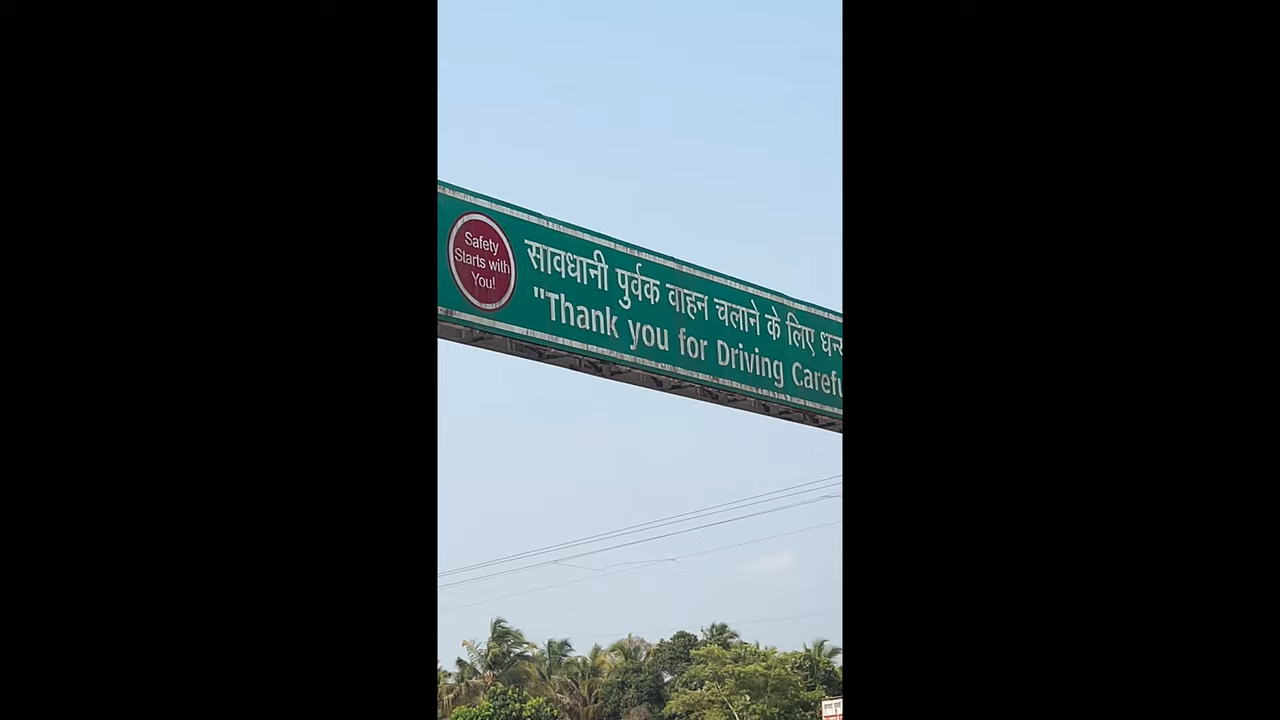 Safety
Starts with
You!
सावधानी पुर्वक वाहन चलाने के लिए
"Thank you for Driving